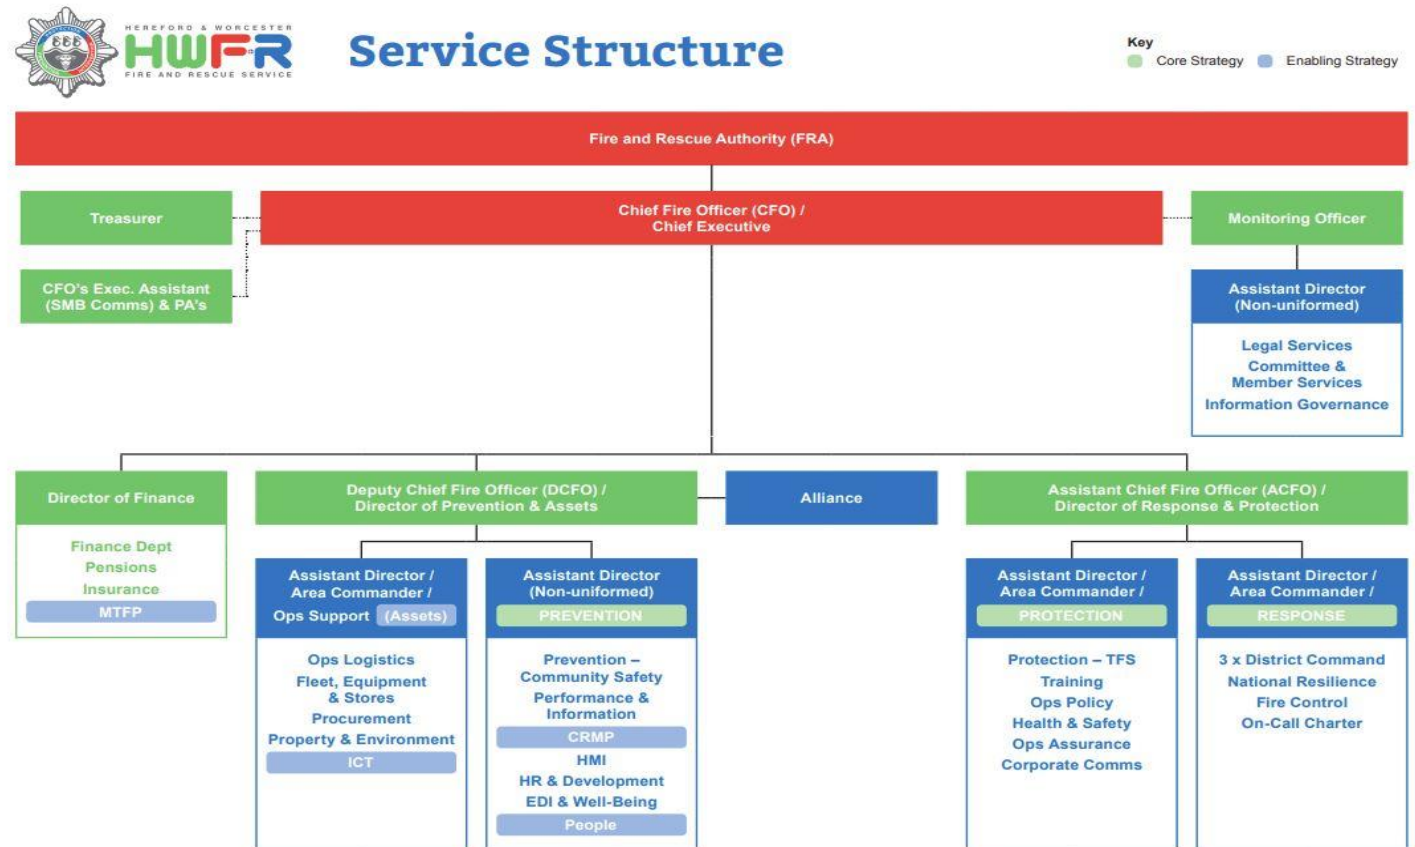 HEREFORD & WORCESTER
HWFR
FIRE AND RESCUE SERVICE
Service Structure
Key
Core Strategy
Enabling Strategy
Fire and Rescue Authority (FRA)
Treasurer
Chief Fire Officer (CFO) /
Chief Executive
Monitoring Officer
CFO's Exec. Assistant
(SMB Comms) & PA's
Assistant Director
(Non-uniformed)
Legal Services
Committee &
Member Services
Information Governance
Director of Finance
Finance Dept
Pensions
Insurance
MTFP
Deputy Chief Fire Officer (DCFO) /
Director of Prevention & Assets
Alliance
Assistant Chief Fire Officer (ACFO) /
Director of Response & Protection
Assistant Director /
Area Commander /
Ops Support (Assets)
Ops Logistics
Fleet, Equipment
& Stores
Procurement
Property & Environment
ICT
Assistant Director
(Non-uniformed)
PREVENTION
Prevention –
Community Safety
Performance &
Information
CRMP
HMI
HR & Development
EDI & Well-Being
People
Assistant Director /
Area Commander /
PROTECTION
Protection – TFS
Training
Ops Policy
Health & Safety
Ops Assurance
Corporate Comms
Assistant Director /
Area Commander /
RESPONSE
3 x District Command
National Resilience
Fire Control
On-Call Charter